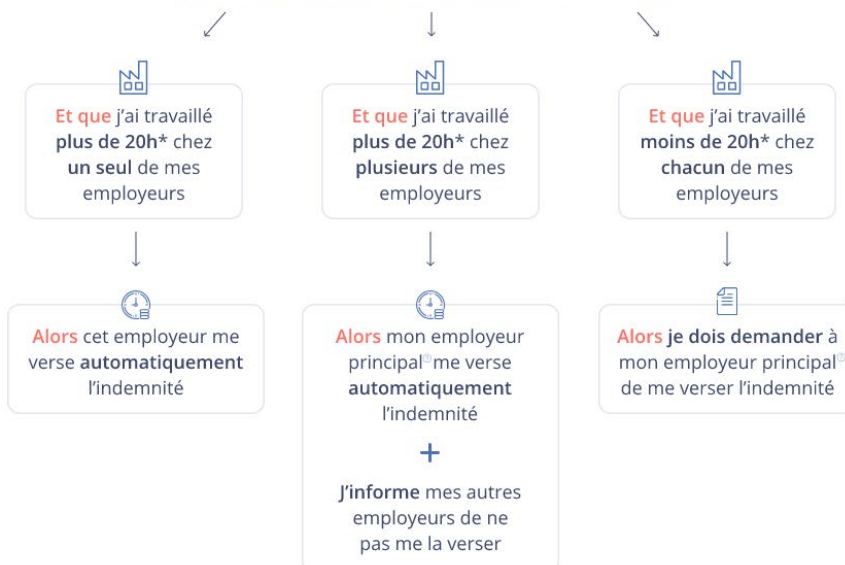 Et que j'ai travaillé
plus de 20h* chez
un seul de mes
employeurs
Et que j'ai travaillé
plus de 20h* chez
plusieurs de mes
employeurs
Et que j'ai travaillé
moins de 20h* chez
chacun de mes
employeurs
Alors cet employeur me
verse automatiquement
l'indemnité
Alors mon employeur
principal me verse
automatiquement
l'indemnité
+
J'informe mes autres
employeurs de ne
pas me la verser
Alors je dois demander à
mon employeur principal
de me verser l'indemnité